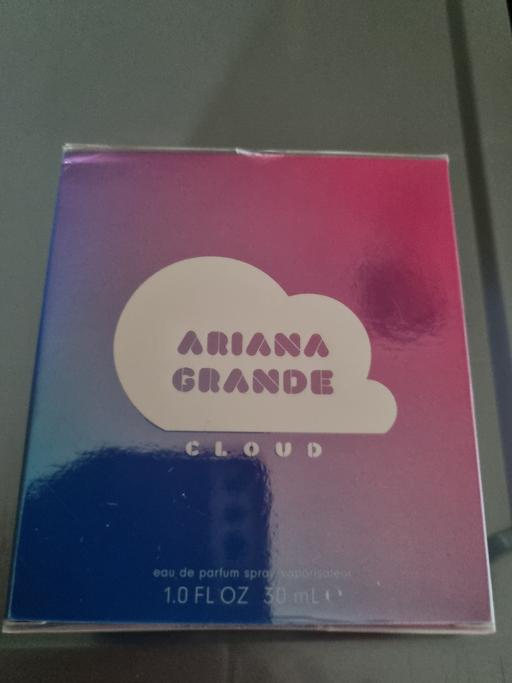 ARIANA
GRANDE
CLOUD
eau de parfum spray/vaporisateur
1.0 FL OZ 30 mL ℮